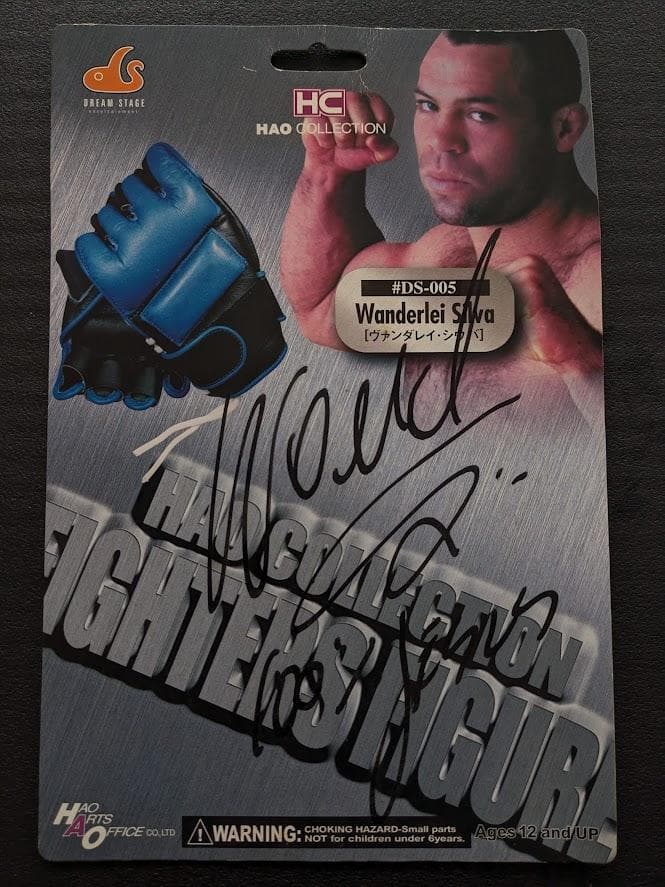 DREAM STAGE
entertainment
HC
HAO COLLECTION
#DS-005
Wanderlei Silva
[ヴァンダレイ・シウバ]
HAO COLLECTION
FIGHTERS FIGURE
HAO
ARTS
OFFICE CO.,LTD
WARNING: CHOKING HAZARD-Small parts
NOT for children under 6years.
Ages 12 and UP